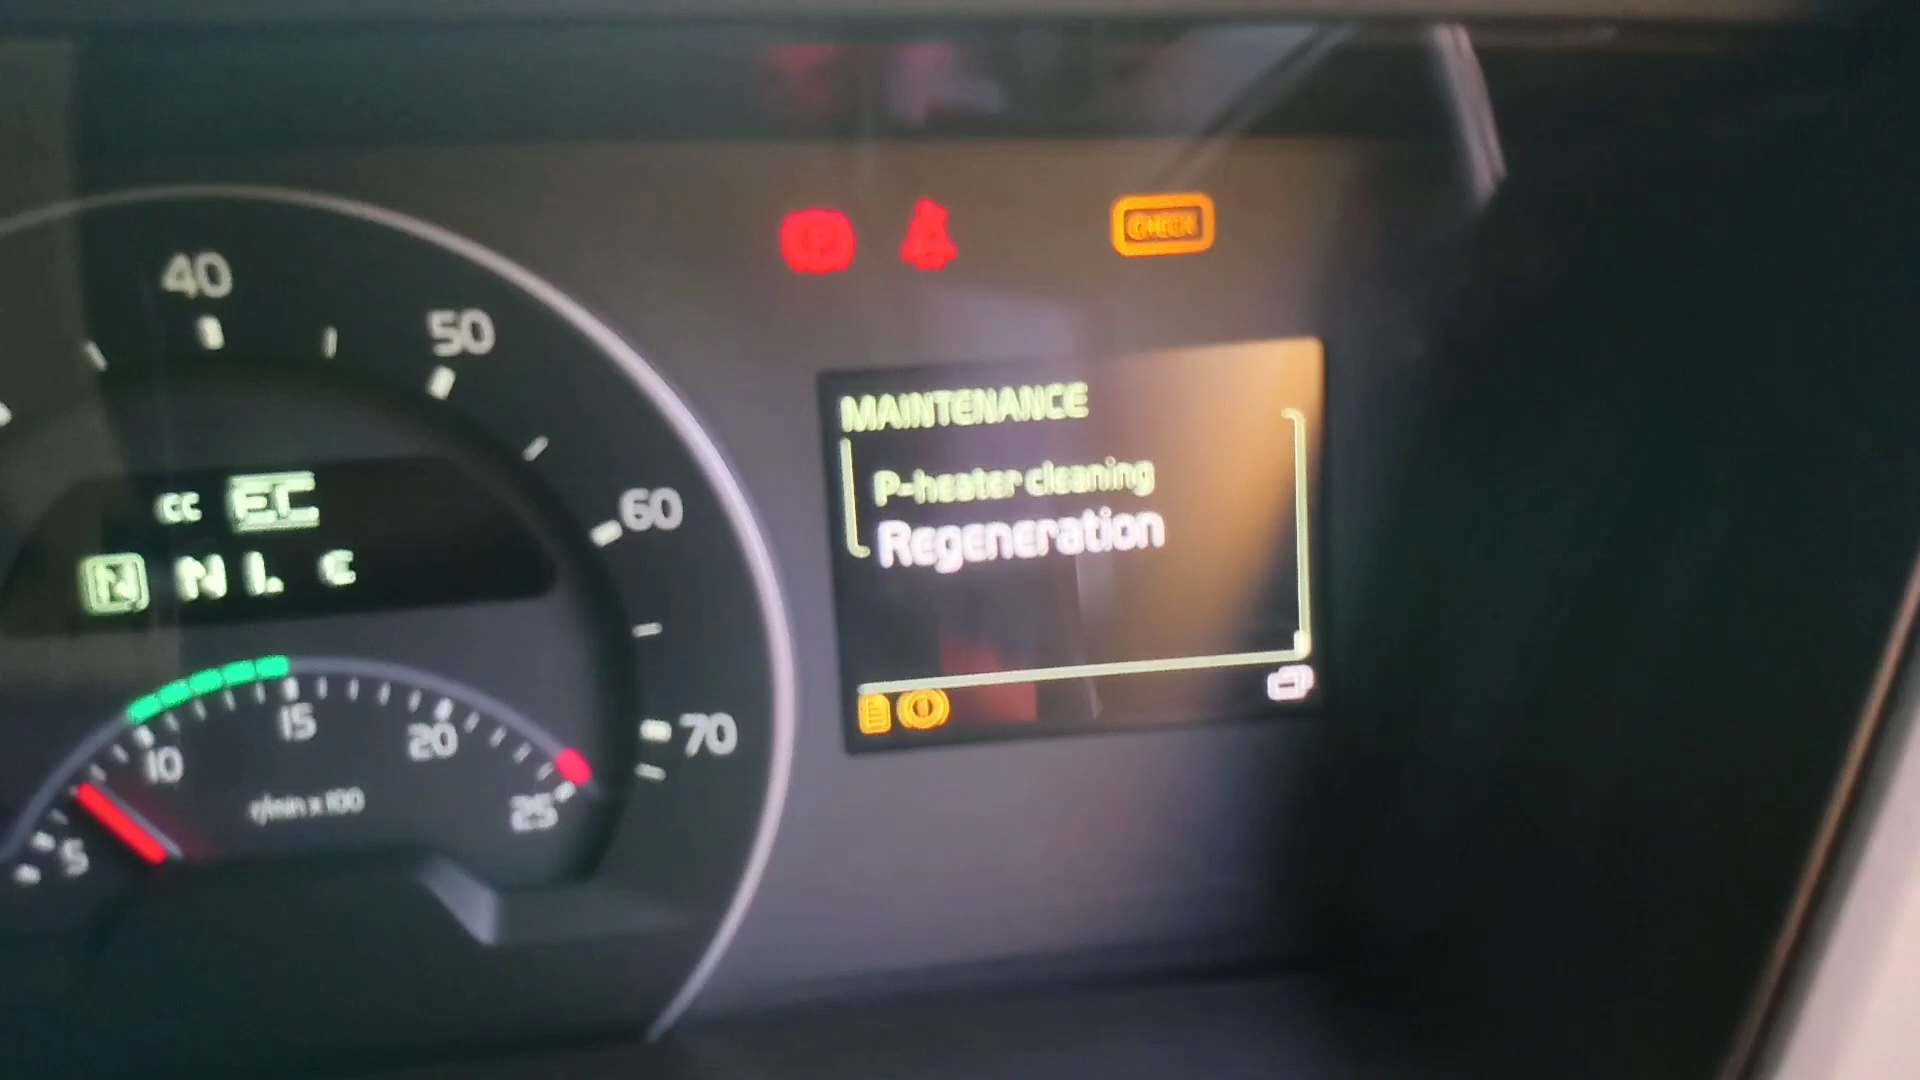 CHECK
40
50
60
70
CC EC
N N 1. C
MAINTENANCE
P-heater cleaning
Regeneration
5
10
15
20
25
r/min x 100